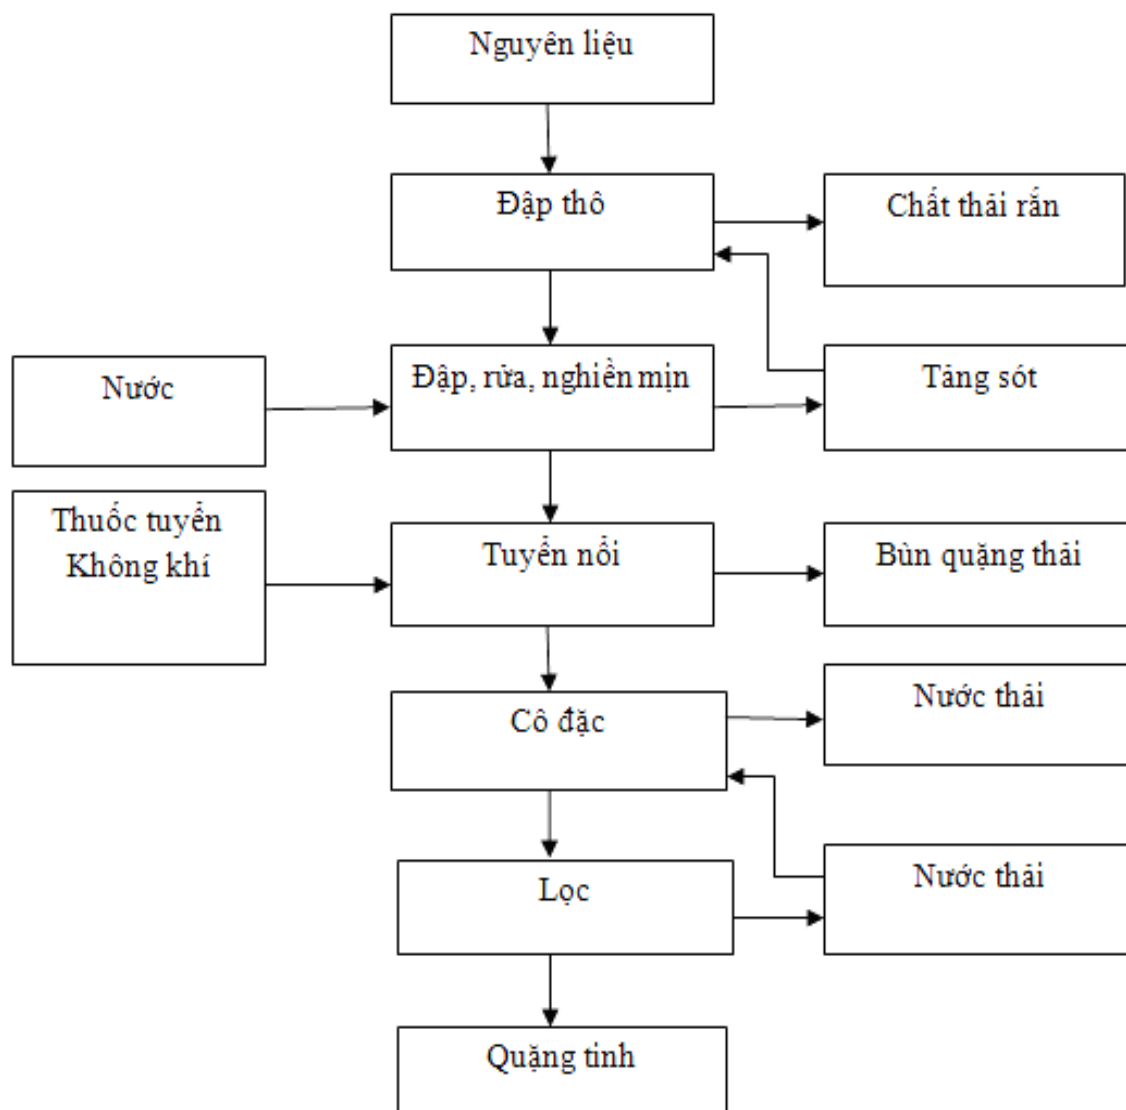 Nguyên liệu
Đập thô
Chất thải rắn
Nước
Đập, rửa, nghiền mịn
Tảng sót
Thuốc tuyển
Không khí
Tuyển nổi
Bùn quặng thải
Cô đặc
Nước thải
Lọc
Nước thải
Quặng tinh